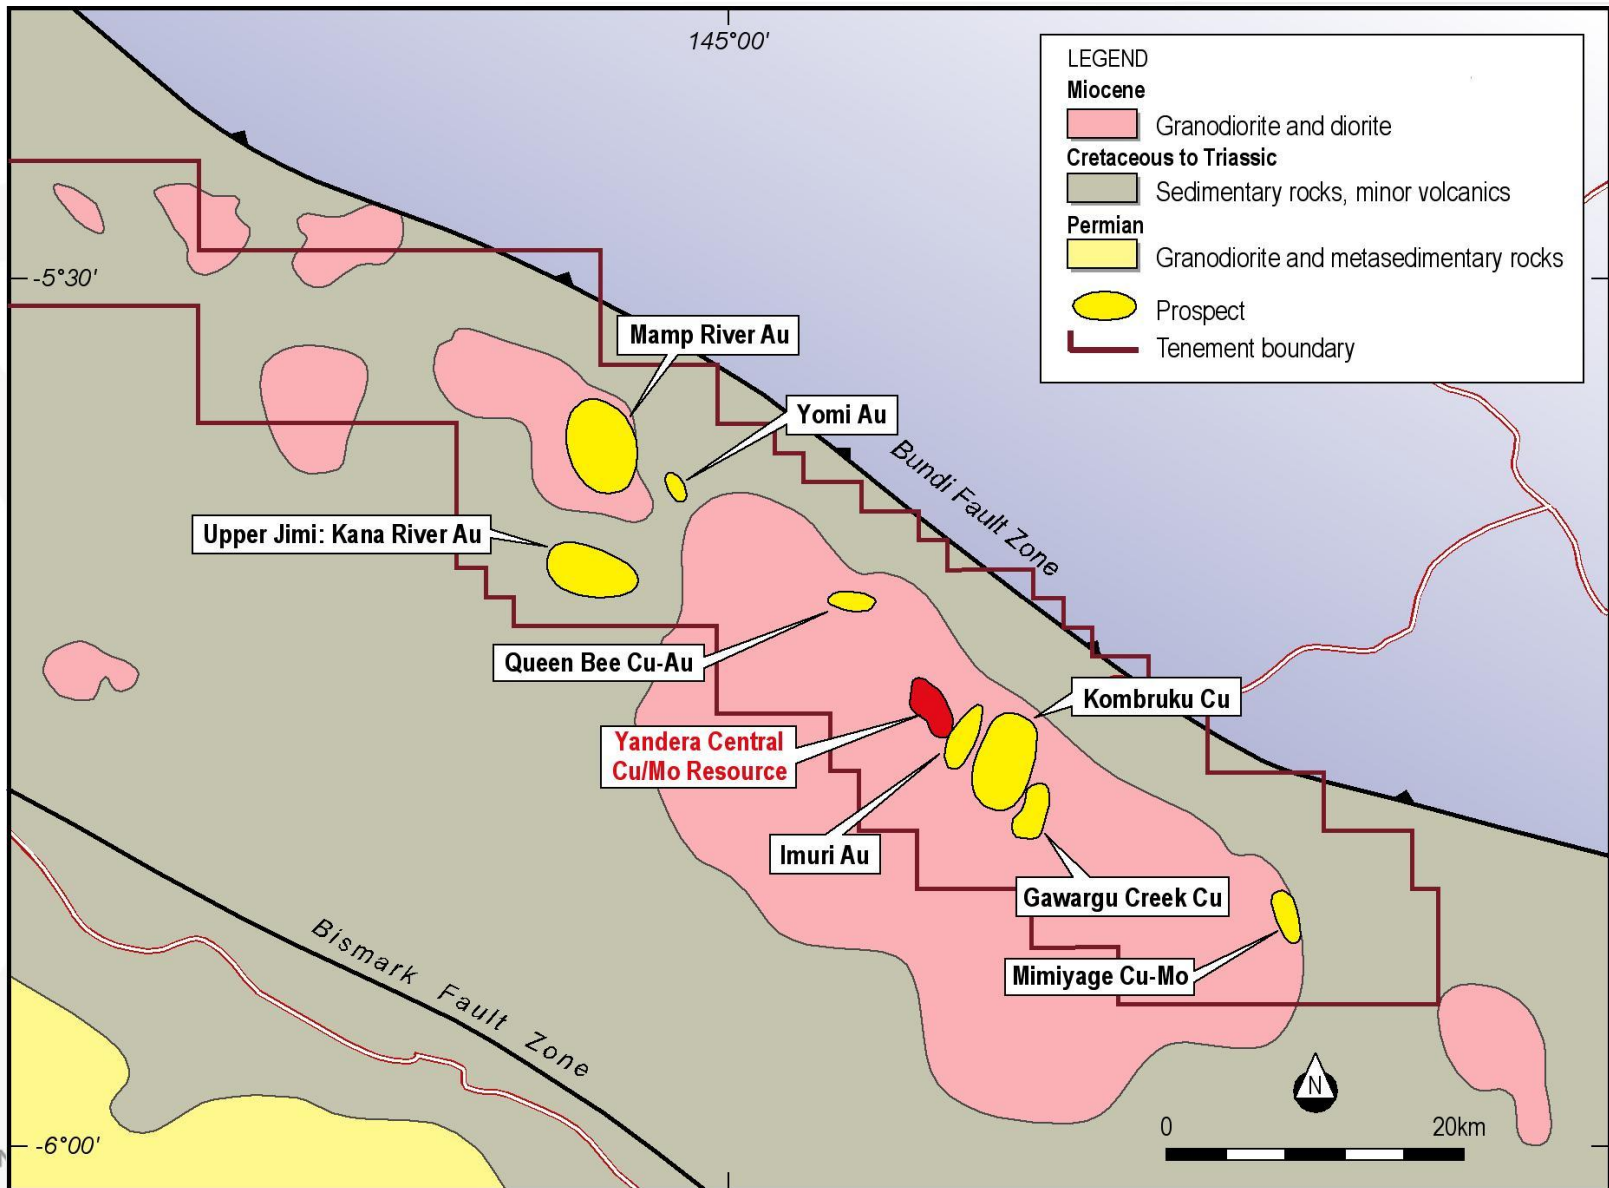 145°00'
LEGEND
Miocene
Granodiorite and diorite
Cretaceous to Triassic
Sedimentary rocks, minor volcanics
Permian
Granodiorite and metasedimentary rocks
Prospect
Tenement boundary
-5°30'
Mamp River Au
Yomi Au
Bundi Fault Zone
Upper Jimi: Kana River Au
Queen Bee Cu-Au
Kombruku Cu
Yandera Central
Cu/Mo Resource
Imuri Au
Gawargu Creek Cu
Mimiyage Cu-Mo
Bismark Fault Zone
N
0 20km
-6°00'